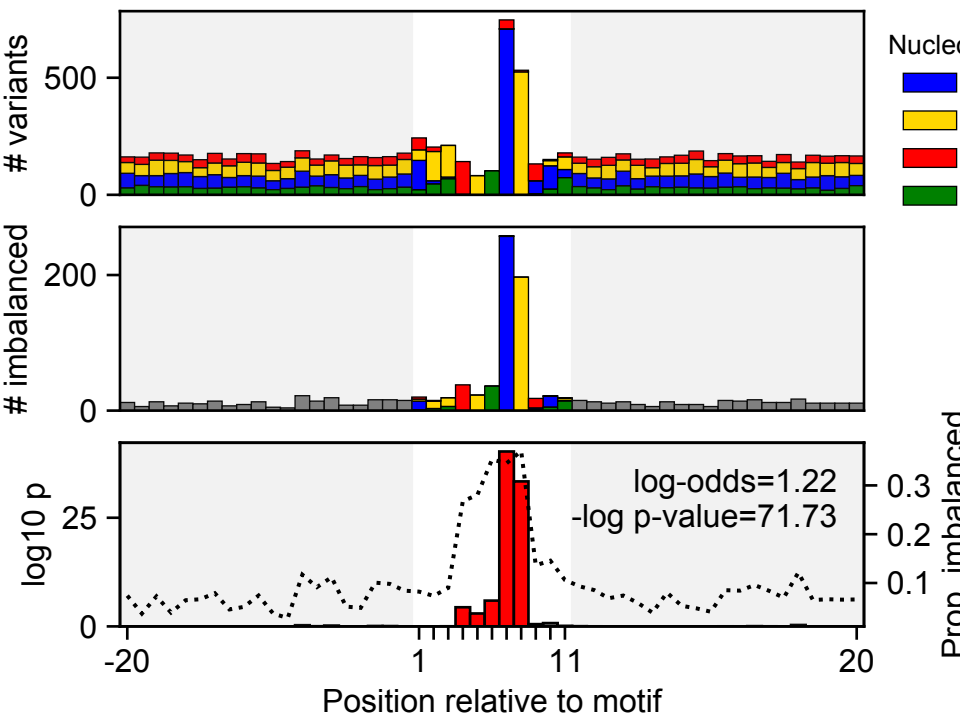 # variants
500
0
Nucleo
# imbalanced
200
0
log10 p
25
0
log-odds=1.22
-log p-value=71.73
0.3
0.2
0.1
Prop. imbalanced
-20
1
11
20
Position relative to motif